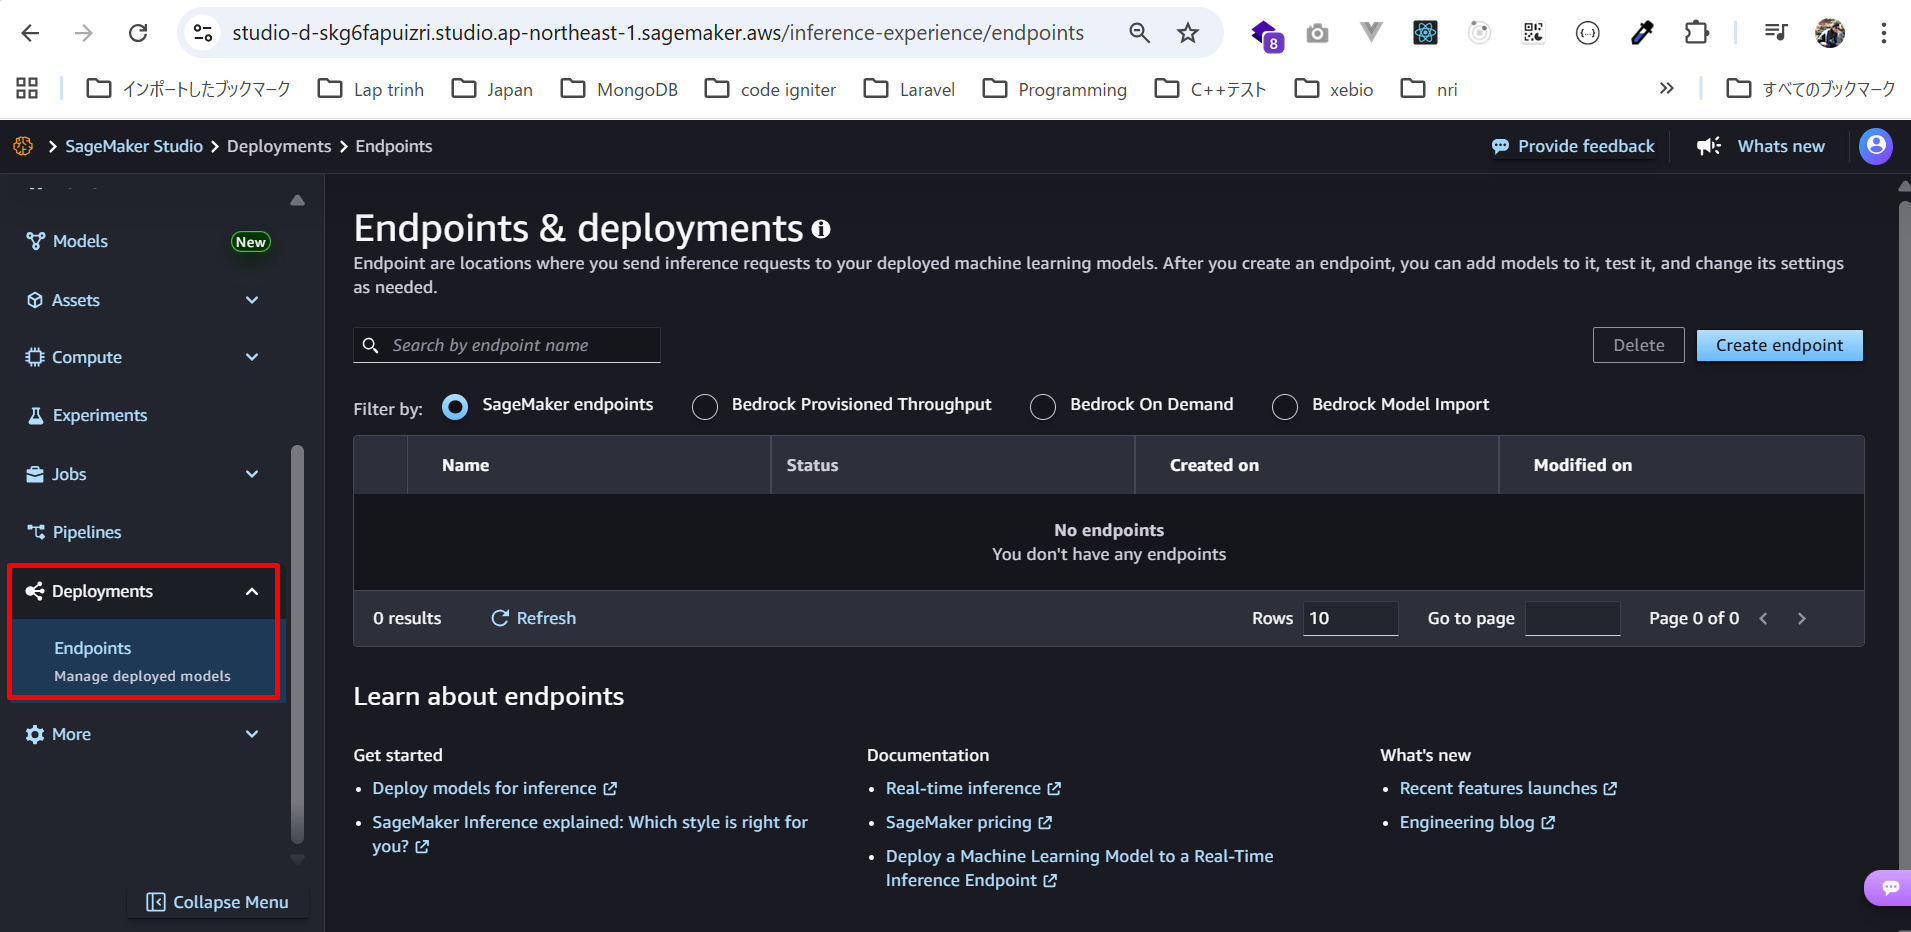 studio-d-skg6fapuizri.studio.ap-northeast-1.sagemaker.aws/inference-experience/endpoints
8
インポートしたブックマーク Lap trinh Japan MongoDB code igniter Laravel Programming C++テスト xebio nri » すべてのブックマーク
SageMaker Studio Deployments Endpoints Provide feedback Whats new
Models New
Assets
Compute
Experiments
Jobs
Pipelines
Deployments
Endpoints
Manage deployed models
More
Collapse Menu
Endpoints & deployments
Endpoint are locations where you send inference requests to your deployed machine learning models. After you create an endpoint, you can add models to it, test it, and change its settings
as needed.
Search by endpoint name Delete Create endpoint
Filter by: SageMaker endpoints Bedrock Provisioned Throughput Bedrock On Demand Bedrock Model Import
Name Status Created on Modified on
No endpoints
You don't have any endpoints
0 results Refresh Rows 10 Go to page Page 0 of 0
Learn about endpoints
Get started
• Deploy models for inference
• SageMaker Inference explained: Which style is right for
you?
Documentation
• Real-time inference
• SageMaker pricing
• Deploy a Machine Learning Model to a Real-Time
Inference Endpoint
What's new
• Recent features launches
• Engineering blog